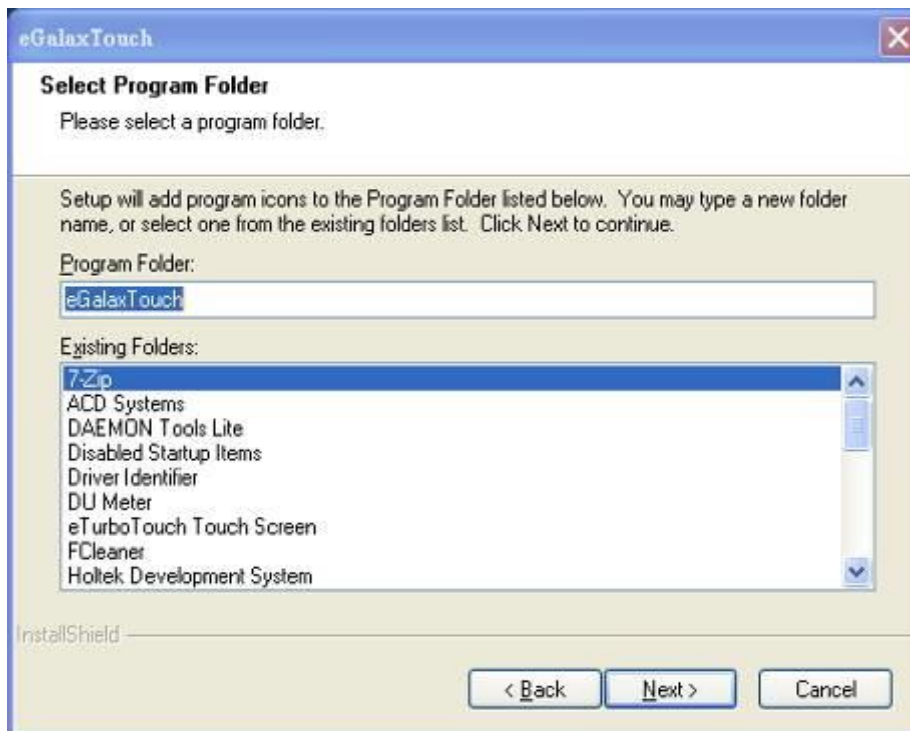 eGalaxTouch
Select Program Folder
Please select a program folder.
Setup will add program icons to the Program Folder listed below. You may type a new folder
name, or select one from the existing folders list. Click Next to continue.
Program Folder:
eGalaxTouch
Existing Folders:
7-Zip
ACD Systems
DAEMON Tools Lite
Disabled Startup Items
Driver Identifier
DU Meter
eTurboTouch Touch Screen
FCleaner
Holtek Development System
InstallShield
< Back Next > Cancel